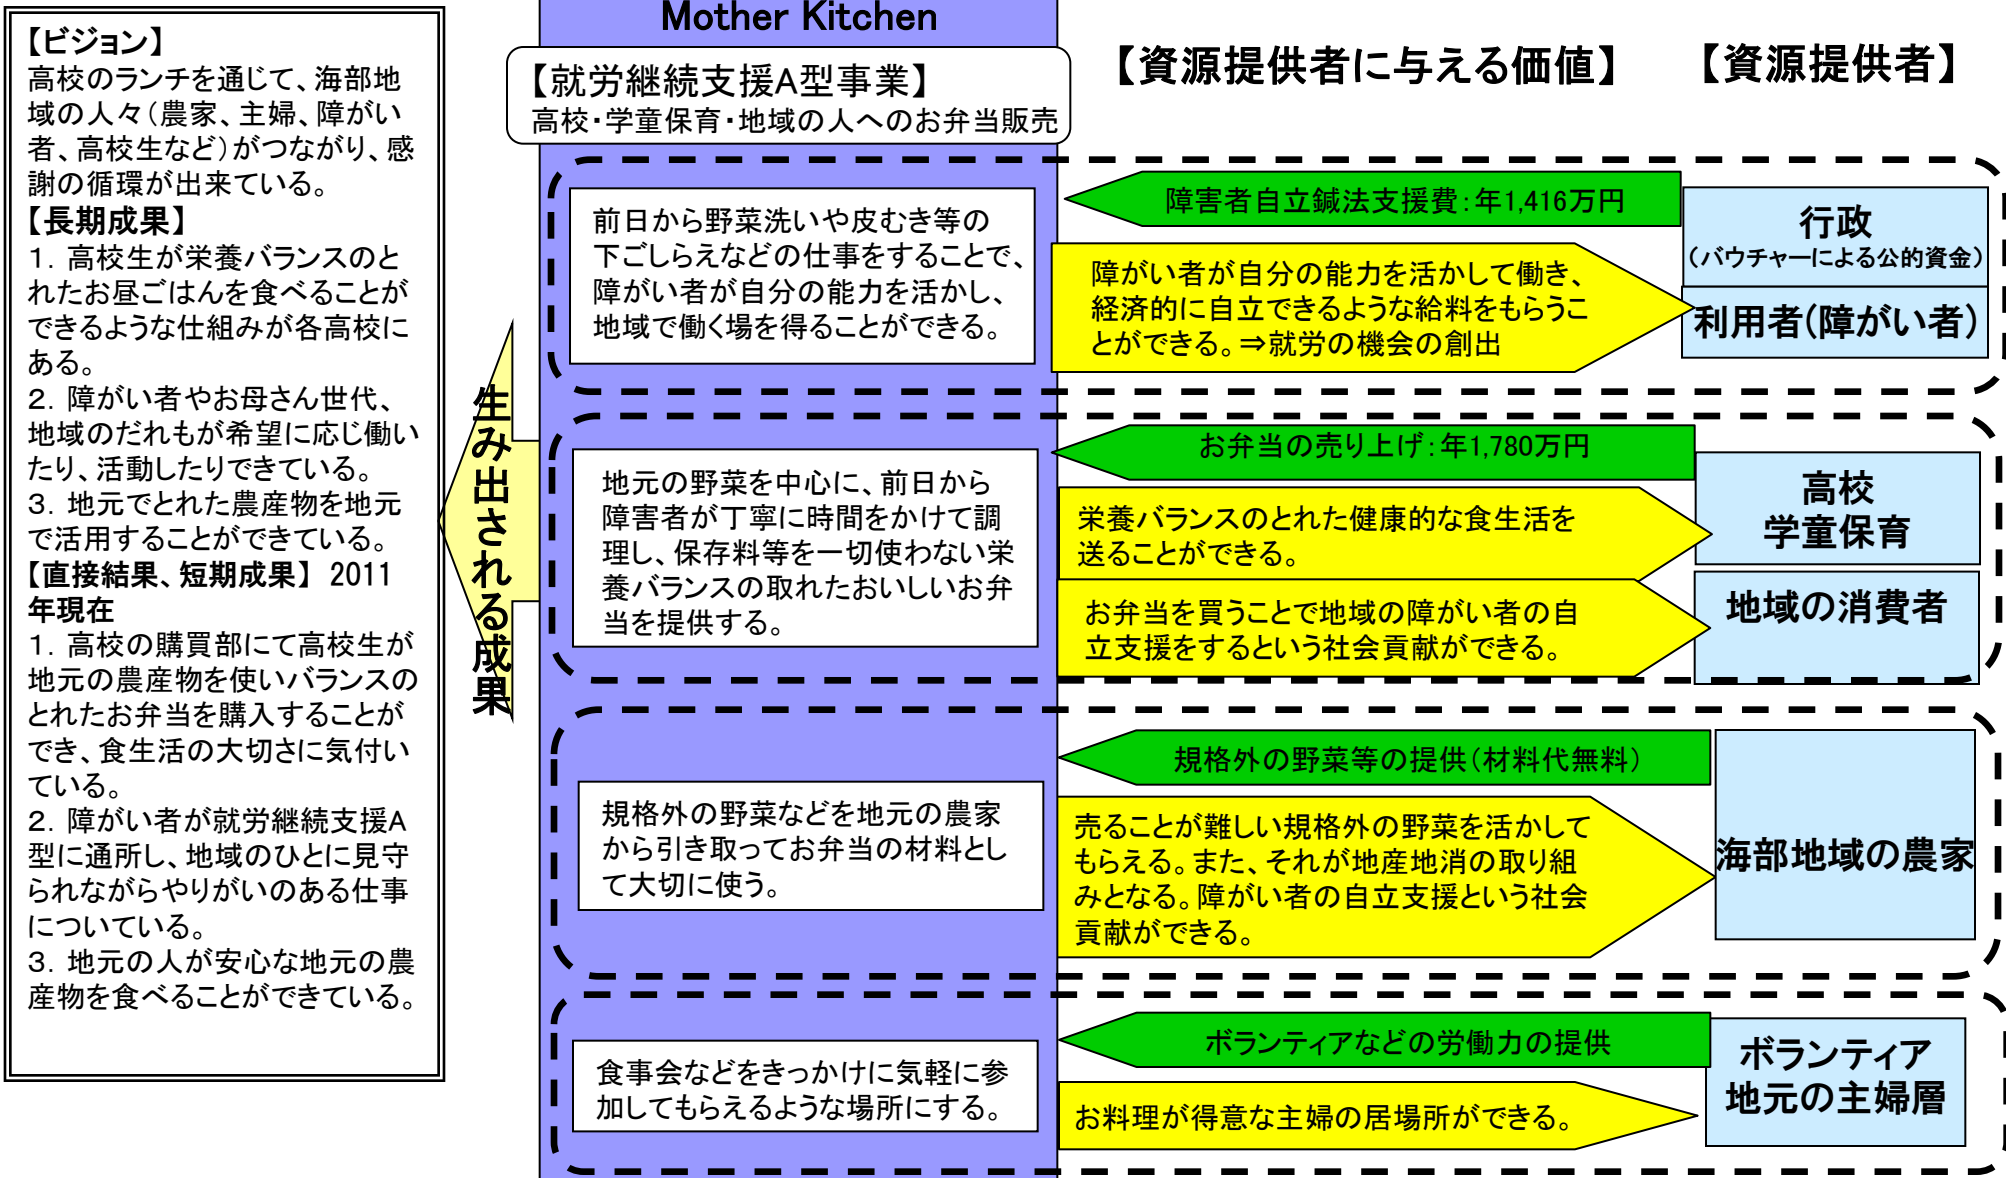 【ビジョン】
高校のランチを通じて、海部地
域の人々（農家、主婦、障がい
者、高校生など）がつながり、感
謝の循環が出来ている。
【長期成果】
１．高校生が栄養バランスのと
れたお昼ごはんを食べることが
できるような仕組みが各高校に
ある。
２．障がい者やお母さん世代、
地域のだれもが希望に応じ働い
たり、活動したりできている。
３．地元でとれた農産物を地元
で活用することができている。
【直接結果、短期成果】 2011
年現在
１．高校の購買部にて高校生が
地元の農産物を使いバランスの
とれたお弁当を購入することが
でき、食生活の大切さに気付い
ている。
２．障がい者が就労継続支援A
型に通所し、地域のひとに見守
られながらやりがいのある仕事
についている。
３．地元の人が安心な地元の農
産物を食べることができている。
生み出される成果
Mother Kitchen
【就労継続支援A型事業】
高校・学童保育・地域の人へのお弁当販売
【資源提供者に与える価値】
【資源提供者】
前日から野菜洗いや皮むき等の
下ごしらえなどの仕事をすることで、
障がい者が自分の能力を活かし、
地域で働く場を得ることができる。
障害者自立鍼法支援費：年1,416万円
障がい者が自分の能力を活かして働き、
経済的に自立できるような給料をもらうこ
とができる。⇒就労の機会の創出
行政
（バウチャーによる公的資金）
利用者（障がい者）
地元の野菜を中心に、前日から
障害者が丁寧に時間をかけて調
理し、保存料等を一切使わない栄
養バランスの取れたおいしいお弁
当を提供する。
お弁当の売り上げ：年1,780万円
栄養バランスのとれた健康的な食生活を
送ることができる。
お弁当を買うことで地域の障がい者の自
立支援をするという社会貢献ができる。
高校
学童保育
地域の消費者
規格外の野菜などを地元の農家
から引き取ってお弁当の材料とし
て大切に使う。
規格外の野菜等の提供（材料代無料）
売ることが難しい規格外の野菜を活かして
もらえる。また、それが地産地消の取り組
みとなる。障がい者の自立支援という社会
貢献ができる。
海部地域の農家
食事会などをきっかけに気軽に参
加してもらえるような場所にする。
ボランティアなどの労働力の提供
お料理が得意な主婦の居場所ができる。
ボランティア
地元の主婦層